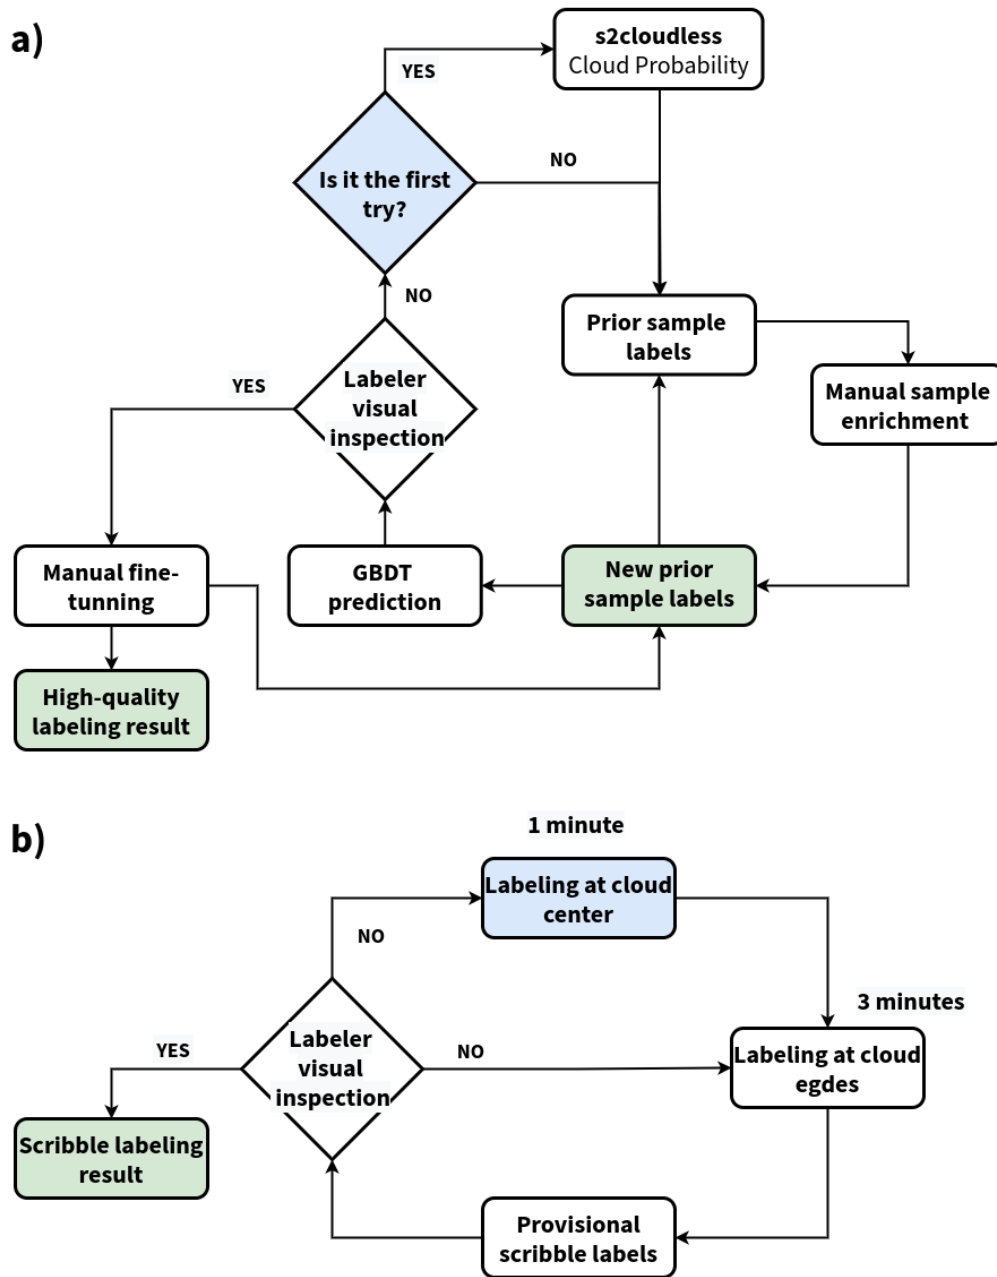 a)
s2cloudless
Cloud Probability
YES
Is it the first
try?
NO
NO
Prior sample
labels
Labeler
visual
inspection
YES
Manual sample
enrichment
Manual fine-
tunning
GBDT
prediction
New prior
sample labels
High-quality
labeling result
b)
1 minute
Labeling at cloud
center
NO
3 minutes
Labeler
visual
inspection
YES
NO
Labeling at cloud
egdes
Scribble labeling
result
Provisional
scribble labels